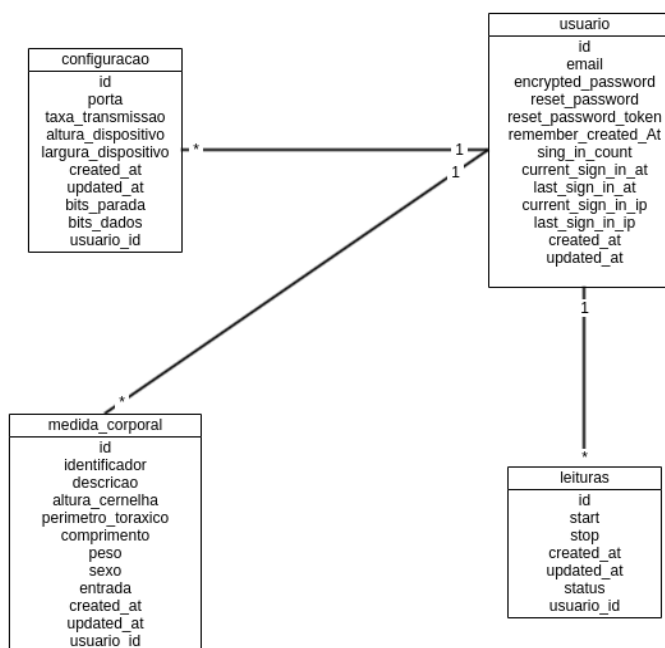 usuario
id
email
encrypted_password
reset_password
reset_password_token
remember_created_At
sing_in_count
current_sign_in_at
last_sign_in_at
current_sign_in_ip
last_sign_in_ip
created_at
updated_at
configuracao
id
porta
taxa_transmissao
altura_dispositivo
largura_dispositivo
created_at
updated_at
bits_parada
bits_dados
usuario_id
*
1
1
*
1
*
medida_corporal
id
identificador
descricao
altura_cernelha
perimetro_toraxico
comprimento
peso
sexo
entrada
created_at
updated_at
usuario_id
leituras
id
start
stop
created_at
updated_at
status
usuario_id